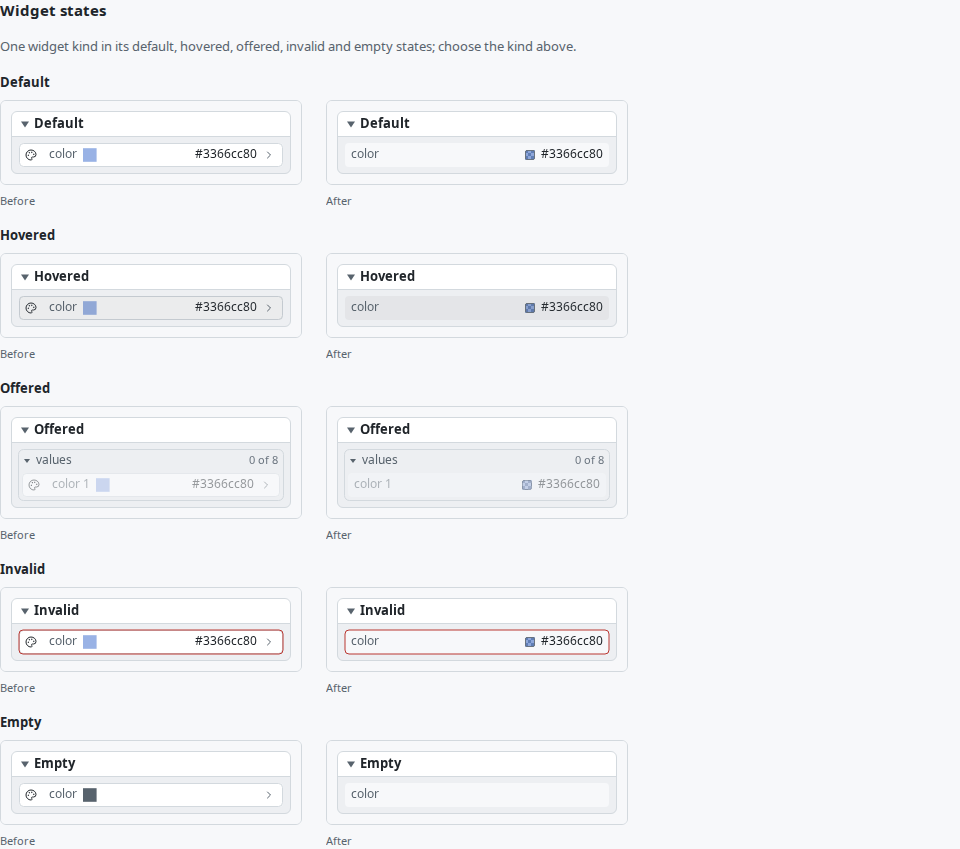 Widget states
One widget kind in its default, hovered, offered, invalid and empty states; choose the kind above.
Default
Default
color #3366cc80
Before
Default
color #3366cc80
After
Hovered
Hovered
color #3366cc80
Before
Hovered
color #3366cc80
After
Offered
Offered
values 0 of 8
color 1 #3366cc80
Before
Offered
values 0 of 8
color 1 #3366cc80
After
Invalid
Invalid
color #3366cc80
Before
Invalid
color #3366cc80
After
Empty
Empty
color
Before
Empty
color
After